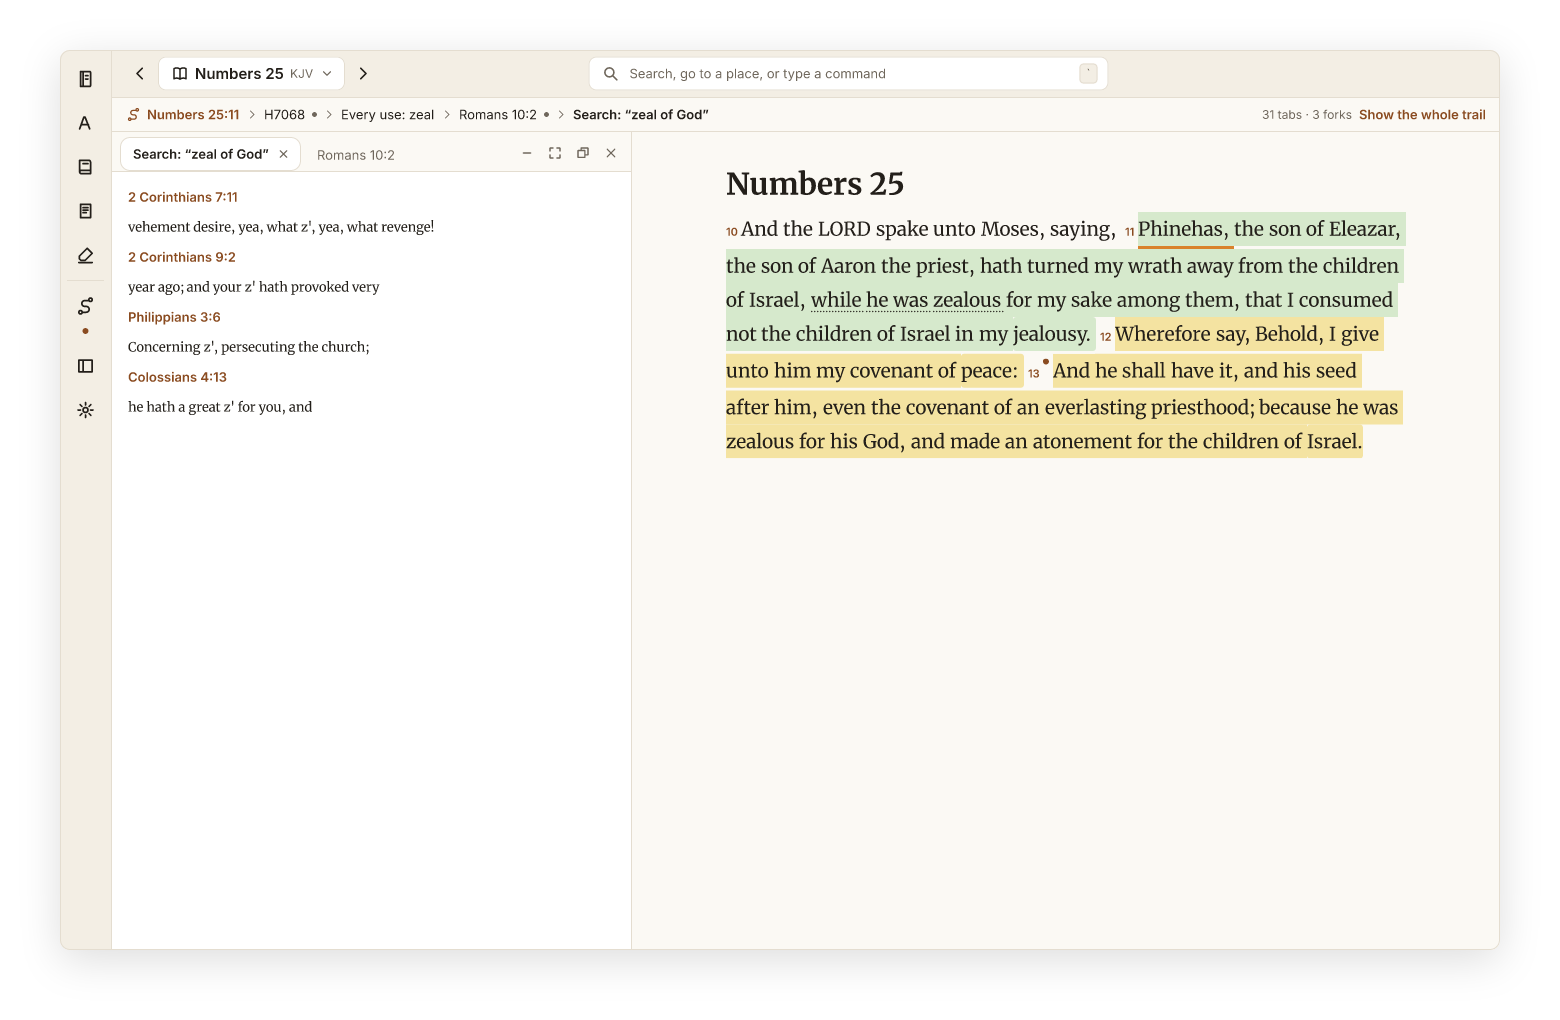 Numbers 25 KJV
Search, go to a place, or type a command
Numbers 25:11 > H7068 • > Every use: zeal > Romans 10:2 • > Search: “zeal of God”
31 tabs · 3 forks Show the whole trail
Search: “zeal of God”
Romans 10:2
2 Corinthians 7:11
vehement desire, yea, what z', yea, what revenge!
2 Corinthians 9:2
year ago; and your z' hath provoked very
Philippians 3:6
Concerning z', persecuting the church;
Colossians 4:13
he hath a great z' for you, and
Numbers 25
10 And the LORD spake unto Moses, saying, 11 Phinehas, the son of Eleazar,
the son of Aaron the priest, hath turned my wrath away from the children
of Israel, while he was zealous for my sake among them, that I consumed
not the children of Israel in my jealousy. 12 Wherefore say, Behold, I give
unto him my covenant of peace: 13 And he shall have it, and his seed
after him, even the covenant of an everlasting priesthood; because he was
zealous for his God, and made an atonement for the children of Israel.